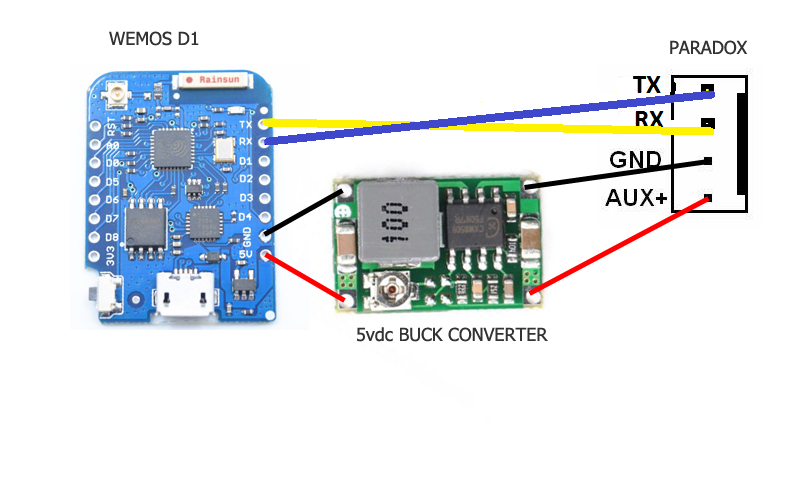 WEMOS D1
PARADOX
Rainsun
TX
RX
GND
AUX+
RST
A0
D0
D5
D6
D7
D8
3V3
TX
RX
D1
D2
D3
D4
GND
5V
100
5vdc BUCK CONVERTER